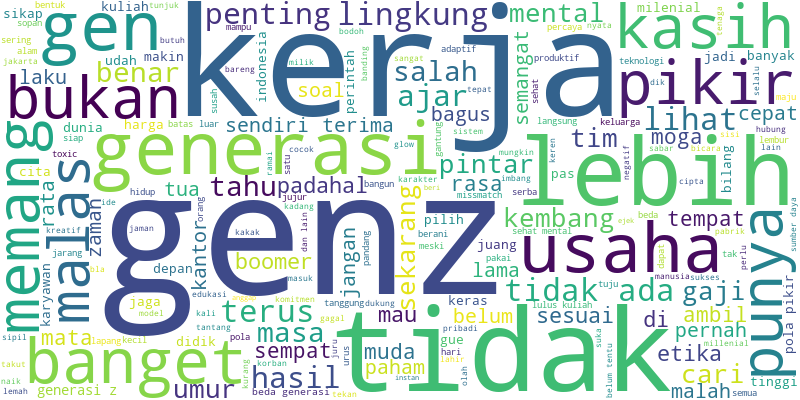 kerja
genz
tidak
lebih
generasi
gen
bukan
pikir
kasih
usaha
punya
banget
malas
memang
penting
lingkung
mental
benar
salah
ajar
bagus
semangat
lihat
cepat
tim
moga
pintar
rasa
tahu
padahal
tua
laku
sikap
kuliah
udah
makin
soal
perintah
indonesia
sendiri
terima
dunia
siap
harga
batas
luar
toxic
cita
rata
zaman
karyawan
kantor
boomer
jangan
sekarang
kembang
tempat
pilih
juang
lama
tidak ada
gaji
ambil
pernah
di
sesuai
etika
cari
malah
tinggi
pola pikir
terus
masa
mata
didik
sempat
hasil
umur
muda
paham
mau
belum
keras
gue
hari
beda generasi
generasi z
jaga
model
depan
hidup
kreatif
jarang
ide
jaman
orang
kakak
kadang
dan lain
masuk
edukasi
komitmen
tanggung
dukung
gagal
kali
tantang
pola
korban
kurang
juru
urus
cekan
instan
olah
lahir
pribadi
lulus kuliah
tuju
suka
belum tentu
millenial
semua
manusia
sukses
perlu
tak
dapat
pabrik
ejek
beda
sumber daya
sehat mental
serba
missmatch
karakter
beri
imbang
bangun
jujur
satu
cocok
ramai
glow
gantung
sistem
mungkin
keren
pas
bilang
negatif
sabar
bicara
cipta
sisi
lembur
hubung
lain
maju
selalu
dik
keluarga
langsung
sehat
produktif
teknologi
jadi
banyak
milenial
percaya
nyata
tenaga
adaptif
tepat
sangat
banding
milik
bodoh
mampu
bareng
susah
butuh
tunjuk
bentuk
sopan
sering
alam
jakarta
sipil
takut
naik
lemah
lapang
kecil
bla
anggap
pandang
meski
berani
pakai